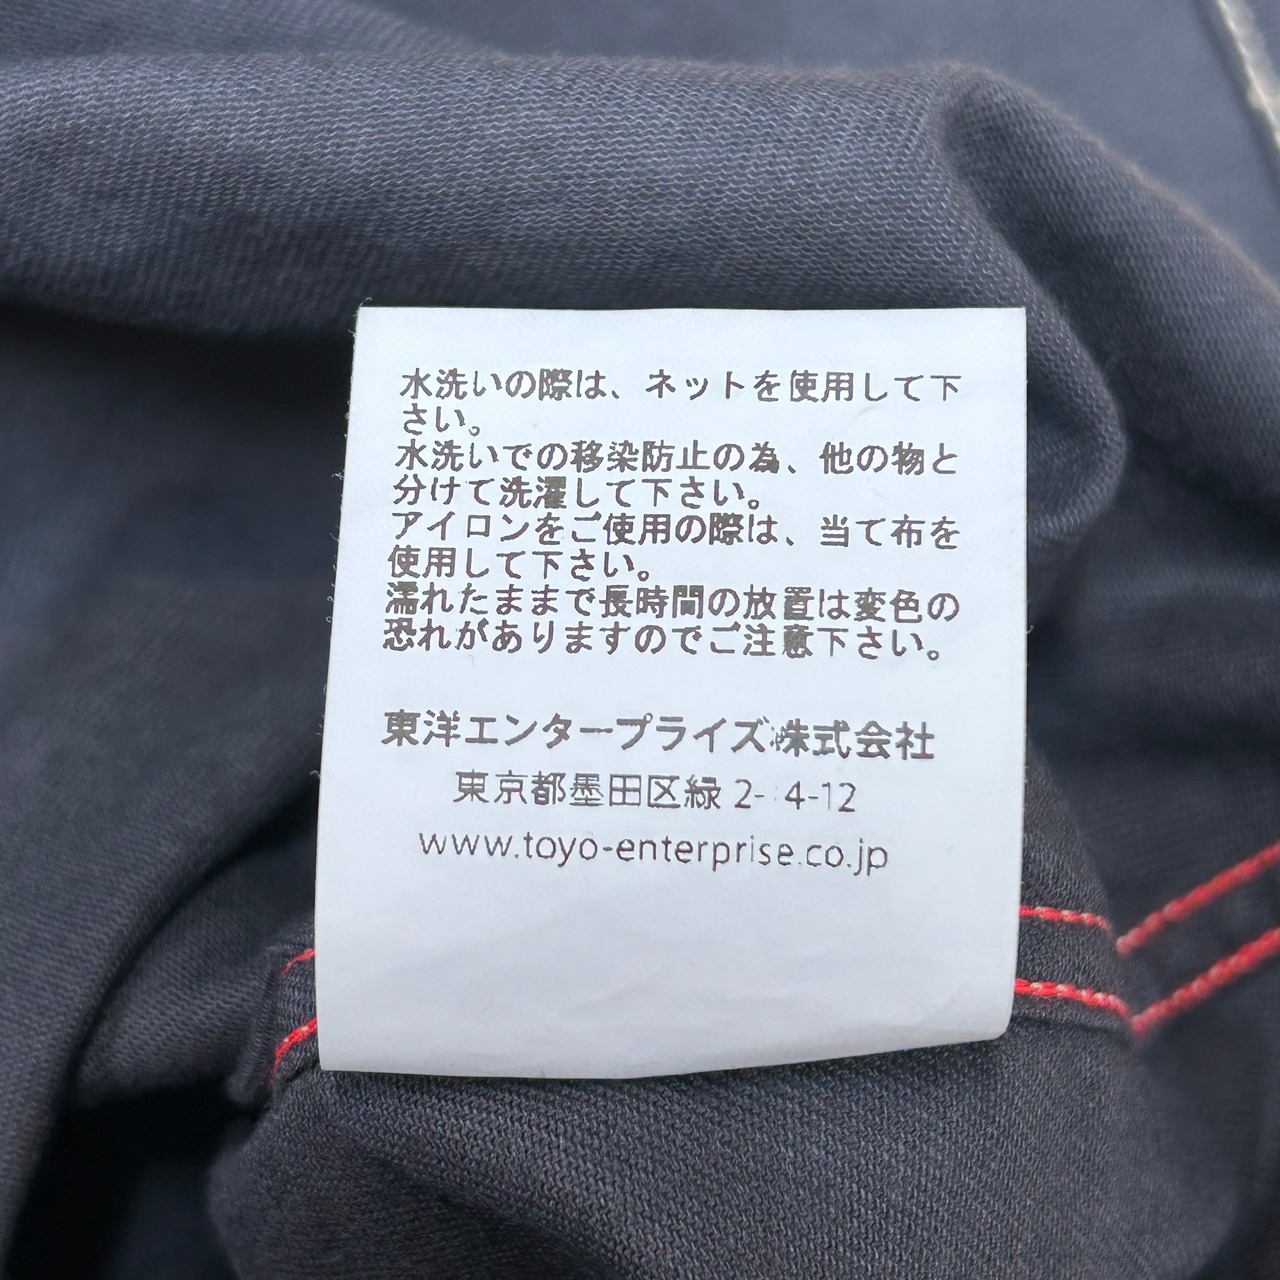 水洗いの際は、ネットを使用して下
さい。
水洗いでの移染防止の為、他の物と
分けて洗濯して下さい。
アイロンをご使用の際は、当て布を
使用して下さい。
濡れたままで長時間の放置は変色の
恐れがありますのでご注意下さい。
東洋エンタープライズ株式会社
東京都墨田区緑 2-4-12
www.toyo-enterprise.co.jp